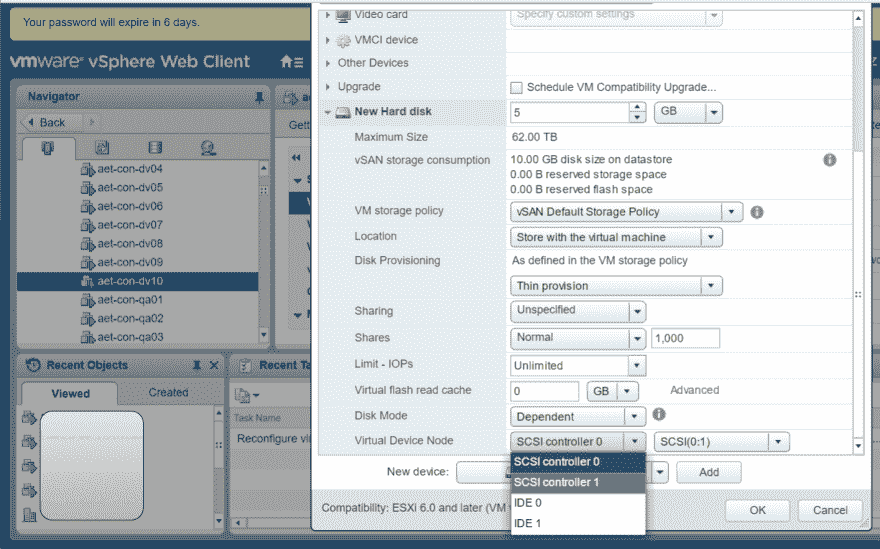 Your password will expire in 6 days.
vmware® vSphere Web Client
Navigator
Back
aet-con-dv04
aet-con-dv05
aet-con-dv06
aet-con-dv07
aet-con-dv08
aet-con-dv09
aet-con-dv10
aet-con-qa01
aet-con-qa02
aet-con-qa03
Recent Objects
Viewed
Created
Recent Ta
Task Name
Reconfigure vi
Video card
Specify custom settings
VMCI device
Other Devices
Upgrade
Schedule VM Compatibility Upgrade...
New Hard disk
5
GB
Maximum Size
62.00 TB
vSAN storage consumption
10.00 GB disk size on datastore
0.00 B reserved storage space
0.00 B reserved flash space
VM storage policy
vSAN Default Storage Policy
Location
Store with the virtual machine
Disk Provisioning
As defined in the VM storage policy
Thin provision
Sharing
Unspecified
Shares
Normal
1,000
Limit - IOPs
Unlimited
Virtual flash read cache
0
GB
Advanced
Disk Mode
Dependent
Virtual Device Node
SCSI controller 0
SCSI(0:1)
SCSI controller 0
SCSI controller 1
IDE 0
IDE 1
New device:
Add
Compatibility: ESXi 6.0 and later (VM
OK
Cancel